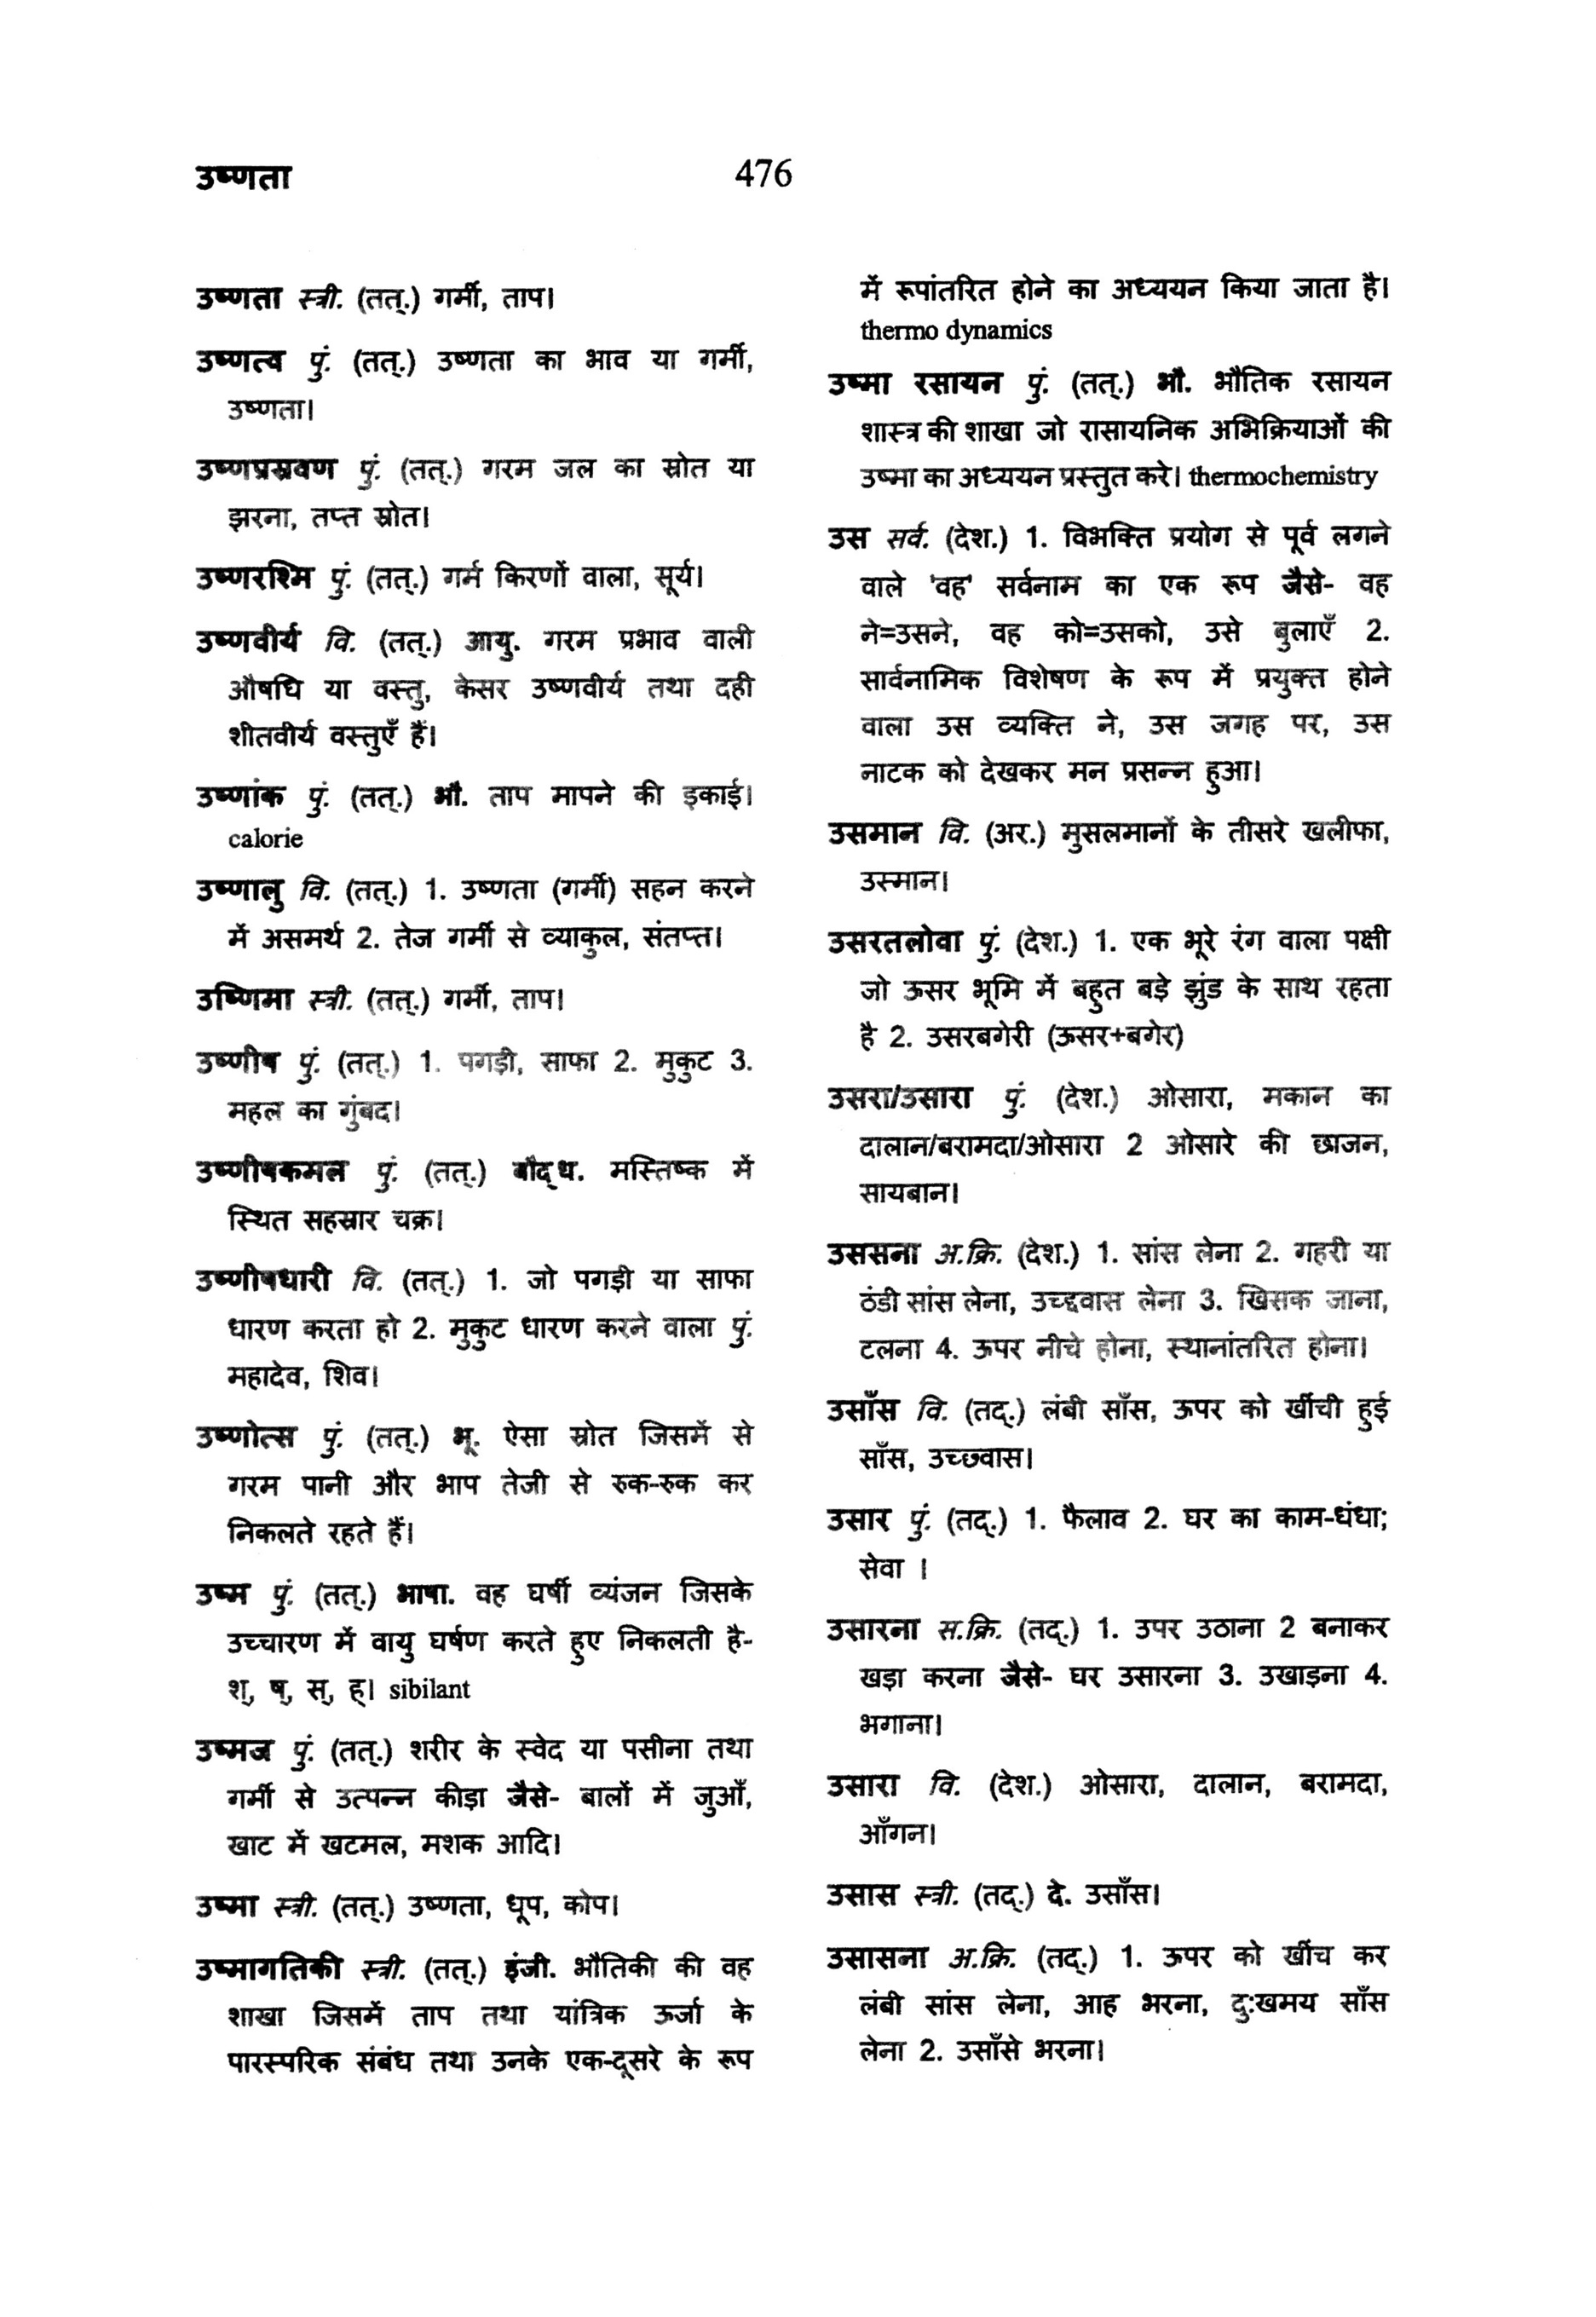 उष्णता
476
उष्णता स्त्री. (तत्.) गर्मी, ताप।
उष्णत्व पुं. (तत्.) उष्णता का भाव या गर्मी,
उष्णता।
उष्णप्रस्रवण पुं. (तत्.) गरम जल का स्रोत या
झरना, तप्त स्रोत।
उष्णरश्मि पुं. (तत्.) गर्म किरणों वाला, सूर्य।
उष्णवीर्य वि. (तत्.) आयु. गरम प्रभाव वाली
औषधि या वस्तु, केसर उष्णवीर्य तथा दही
शीतवीर्य वस्तुएँ हैं।
उष्णांक पुं. (तत्.) भौ. ताप मापने की इकाई।
calorie
उष्णालु वि. (तत्.) 1. उष्णता (गर्मी) सहन करने
में असमर्थ 2. तेज गर्मी से व्याकुल, संतप्त।
उष्णिमा स्त्री. (तत्.) गर्मी, ताप।
उष्णीष पुं. (तत्.) 1. पगड़ी, साफा 2. मुकुट 3.
महल का गुंबद।
उष्णीषकमल पुं. (तत्.) बौद्ध. मस्तिष्क में
स्थित सहस्रार चक्र।
उष्णीषधारी वि. (तत्.) 1. जो पगड़ी या साफा
धारण करता हो 2. मुकुट धारण करने वाला पुं.
महादेव, शिव।
उष्णोत्स पुं. (तत्.) भू. ऐसा स्रोत जिसमें से
गरम पानी और भाप तेजी से रुक-रुक कर
निकलते रहते हैं।
उष्म पुं. (तत्.) भाषा. वह घर्षी व्यंजन जिसके
उच्चारण में वायु घर्षण करते हुए निकलती है-
श्, ष्, स्, ह्। sibilant
उष्मज पुं. (तत्.) शरीर के स्वेद या पसीना तथा
गर्मी से उत्पन्न कीड़ा जैसे- बालों में जुआँ,
खाट में खटमल, मशक आदि।
उष्मा स्त्री. (तत्.) उष्णता, धूप, कोप।
उष्मागतिकी स्त्री. (तत्.) इंजी. भौतिकी की वह
शाखा जिसमें ताप तथा यांत्रिक ऊर्जा के
पारस्परिक संबंध तथा उनके एक-दूसरे के रूप
में रूपांतरित होने का अध्ययन किया जाता है।
thermo dynamics
उष्मा रसायन पुं. (तत्.) भौ. भौतिक रसायन
शास्त्र की शाखा जो रासायनिक अभिक्रियाओं की
उष्मा का अध्ययन प्रस्तुत करे। thermochemistry
उस सर्व. (देश.) 1. विभक्ति प्रयोग से पूर्व लगने
वाले 'वह' सर्वनाम का एक रूप जैसे- वह
ने=उसने, वह को=उसको, उसे बुलाएँ 2.
सार्वनामिक विशेषण के रूप में प्रयुक्त होने
वाला उस व्यक्ति ने, उस जगह पर, उस
नाटक को देखकर मन प्रसन्न हुआ।
उसमान वि. (अर.) मुसलमानों के तीसरे खलीफा,
उस्मान।
उसरतलोवा पुं. (देश.) 1. एक भूरे रंग वाला पक्षी
जो ऊसर भूमि में बहुत बड़े झुंड के साथ रहता
है 2. उसरबगेरी (ऊसर+बगेर)
उसरा/उसारा पुं. (देश.) ओसारा, मकान का
दालान/बरामदा/ओसारा 2 ओसारे की छाजन,
सायबान।
उससना अ.क्रि. (देश.) 1. सांस लेना 2. गहरी या
ठंडी सांस लेना, उच्छ्वास लेना 3. खिसक जाना,
टलना 4. ऊपर नीचे होना, स्थानांतरित होना।
उसाँस वि. (तद्.) लंबी साँस, ऊपर को खींची हुई
साँस, उच्छ्वास।
उसार पुं. (तद्.) 1. फैलाव 2. घर का काम-धंधा;
सेवा ।
उसारना स.क्रि. (तद्.) 1. उपर उठाना 2 बनाकर
खड़ा करना जैसे- घर उसारना 3. उखाड़ना 4.
भगाना।
उसारा वि. (देश.) ओसारा, दालान, बरामदा,
आँगन।
उसास स्त्री. (तद्.) दे. उसाँस।
उसासना अ.क्रि. (तद्.) 1. ऊपर को खींच कर
लंबी सांस लेना, आह भरना, दु:खमय साँस
लेना 2. उसाँसे भरना।